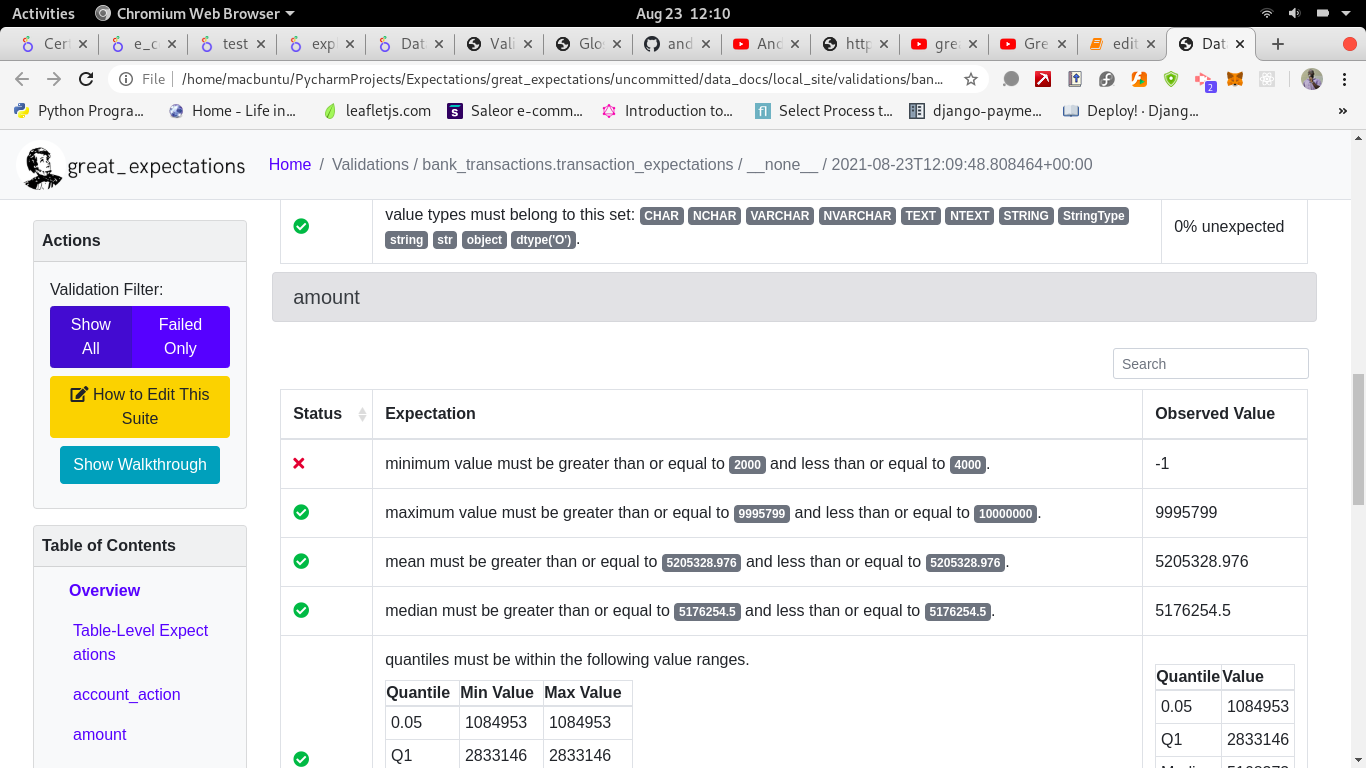 Activities
Chromium Web Browser
Aug 23 12:10
Cert
e_c
test
expl
Data
Vali
Glos
and
And
http
grea
Gre
edit
Data
File
/home/macbuntu/PycharmProjects/Expectations/great_expectations/uncommitted/data_docs/local_site/validations/ban...
2
Python Progra...
Home - Life in...
leafletjs.com
Saleor e-comm...
Introduction to...
Select Process t...
django-payme...
Deploy! · Djang...
»
great_expectations
Home / Validations / bank_transactions.transaction_expectations / __none__ / 2021-08-23T12:09:48.808464+00:00
Actions
Validation Filter:
Show All
Failed Only
How to Edit This Suite
Show Walkthrough
Table of Contents
Overview
Table-Level Expect
ations
account_action
amount
value types must belong to this set: CHAR NCHAR VARCHAR NVARCHAR TEXT NTEXT STRING StringType
string str object dtype('O').
0% unexpected
amount
Search
Status Expectation Observed Value
minimum value must be greater than or equal to 2000 and less than or equal to 4000. -1
maximum value must be greater than or equal to 9995799 and less than or equal to 10000000. 9995799
mean must be greater than or equal to 5205328.976 and less than or equal to 5205328.976. 5205328.976
median must be greater than or equal to 5176254.5 and less than or equal to 5176254.5. 5176254.5
quantiles must be within the following value ranges.
Quantile Min Value Max Value
0.05 1084953 1084953
Q1 2833146 2833146
Quantile Value
0.05 1084953
Q1 2833146